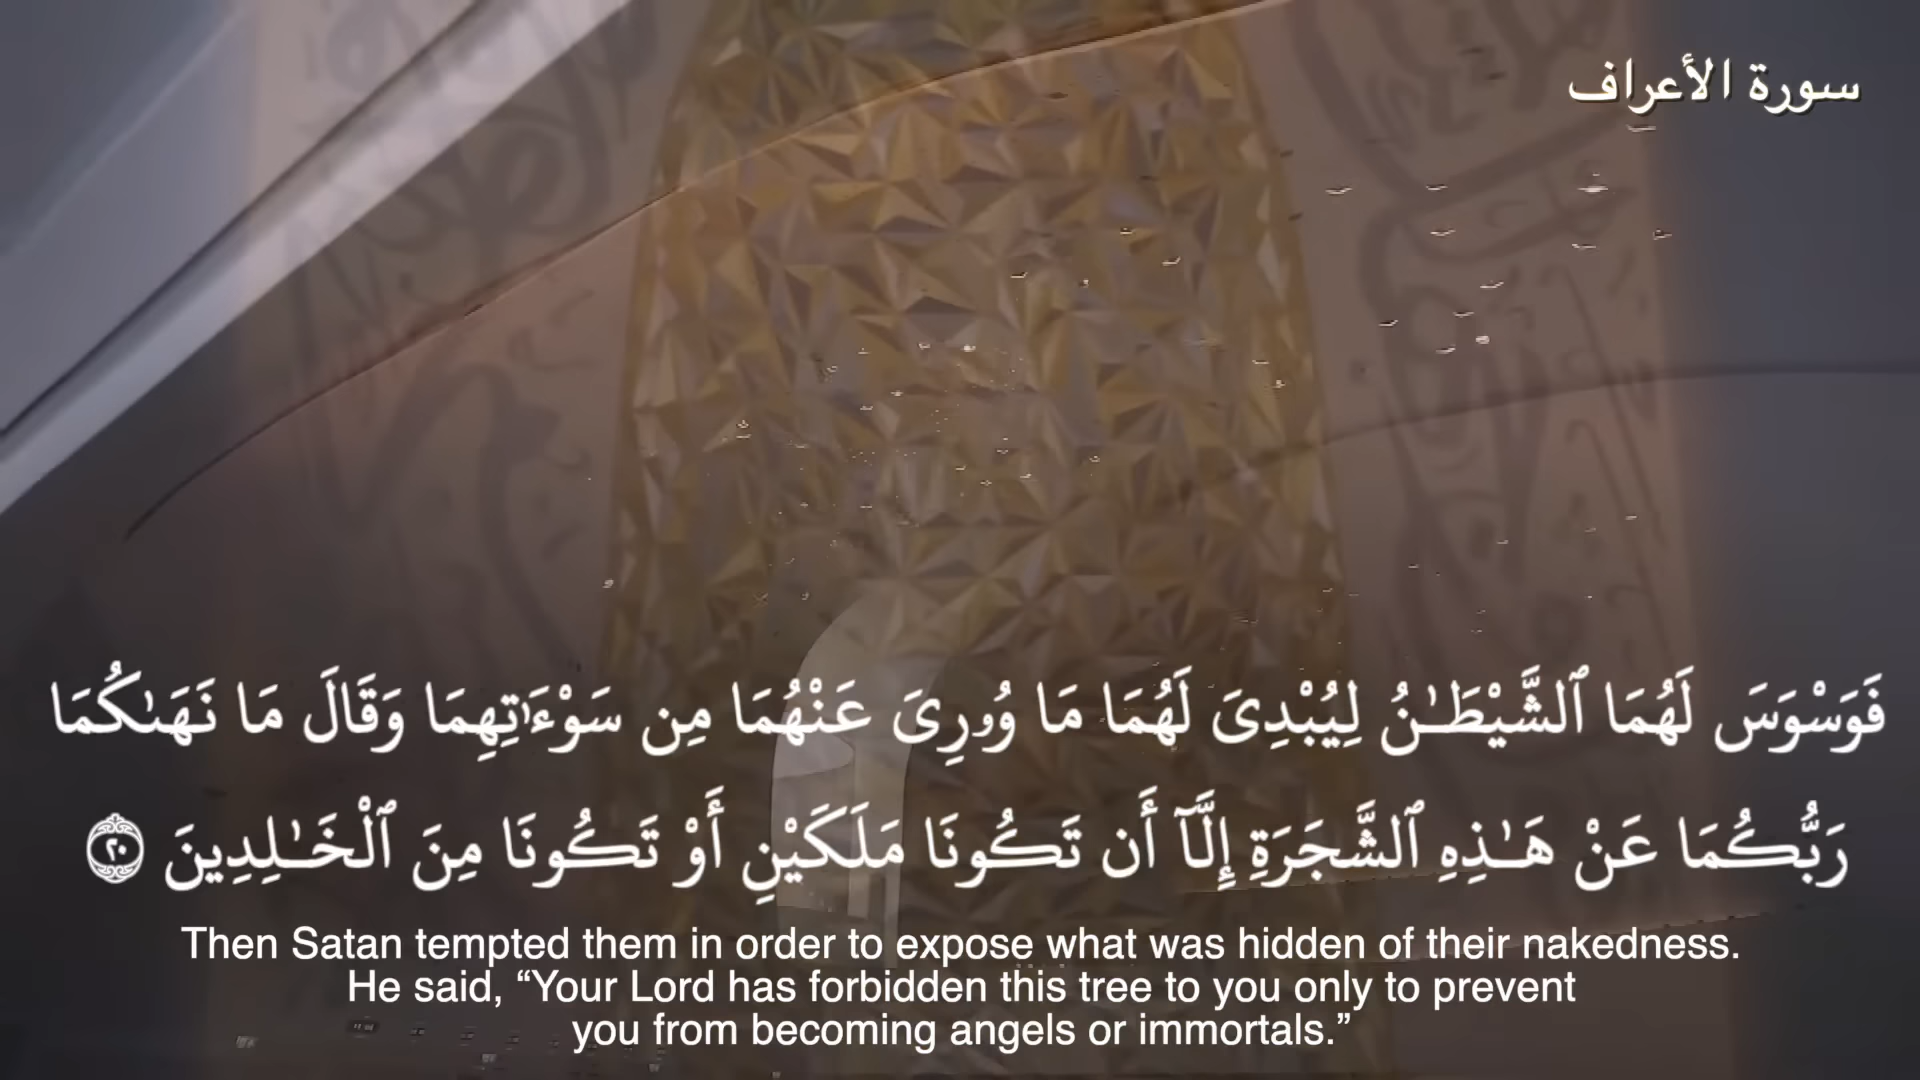 سورة الأعراف
فَوَسْوَسَ لَهُمَا ٱلشَّيْطَـٰنُ لِيُبْدِىَ لَهُمَا مَا وُۥرِىَ عَنْهُمَا مِن سَوْءَٰتِهِمَا وَقَالَ مَا نَهَىٰكُمَا
رَبُّكُمَا عَنْ هَـٰذِهِ ٱلشَّجَرَةِ إِلَّآ أَن تَكُونَا مَلَكَيْنِ أَوْ تَكُونَا مِنَ ٱلْخَـٰلِدِينَ ٢٠
Then Satan tempted them in order to expose what was hidden of their nakedness.
He said, “Your Lord has forbidden this tree to you only to prevent
you from becoming angels or immortals.”